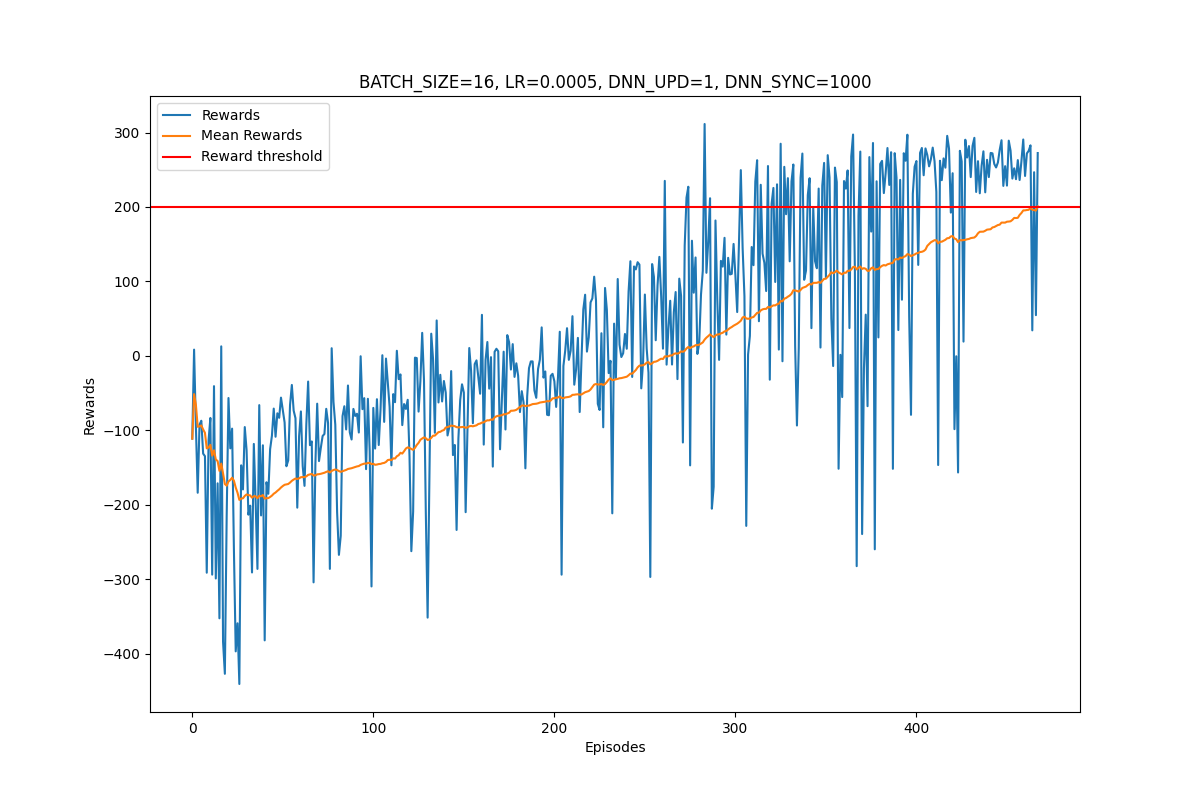 BATCH_SIZE=16, LR=0.0005, DNN_UPD=1, DNN_SYNC=1000
Rewards
Mean Rewards
Reward threshold
300
200
100
0
−100
−200
−300
−400
Rewards
0
100
200
300
400
Episodes